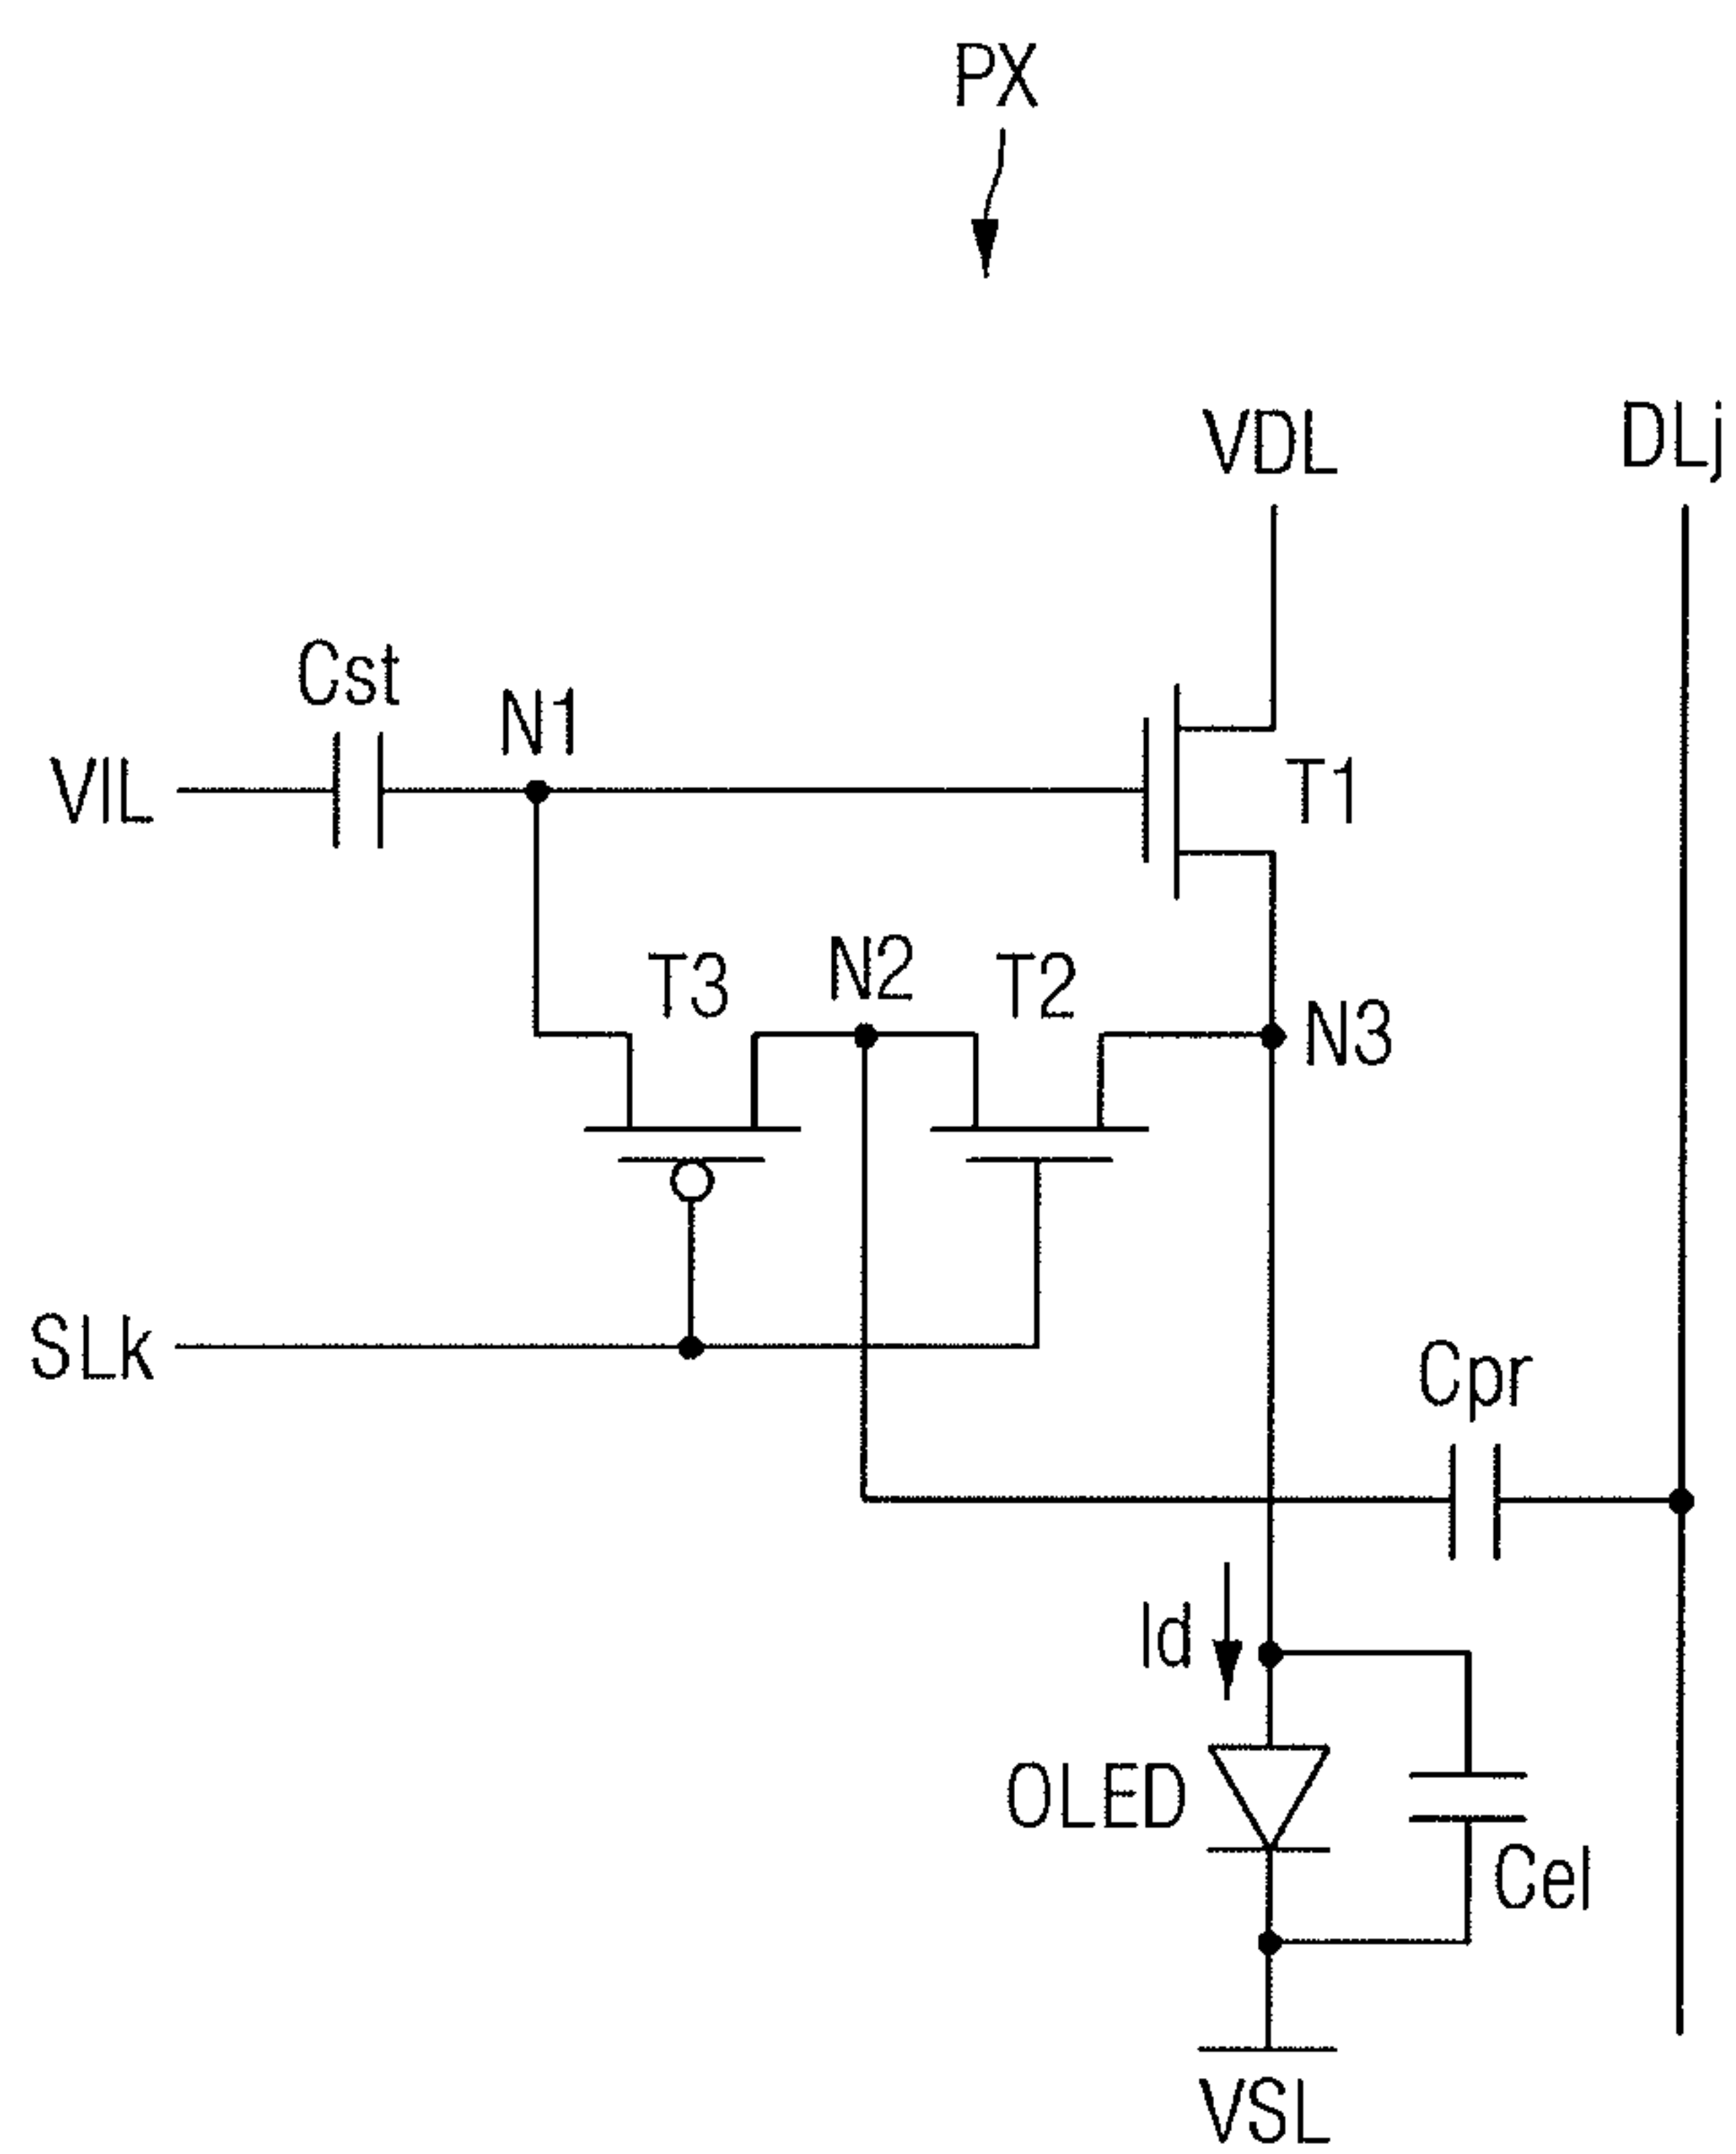 PX
VDL
DLj
Cst
N1
VIL
T1
T3
N2
T2
N3
SLk
Cpr
Id
OLED
Cel
VSL